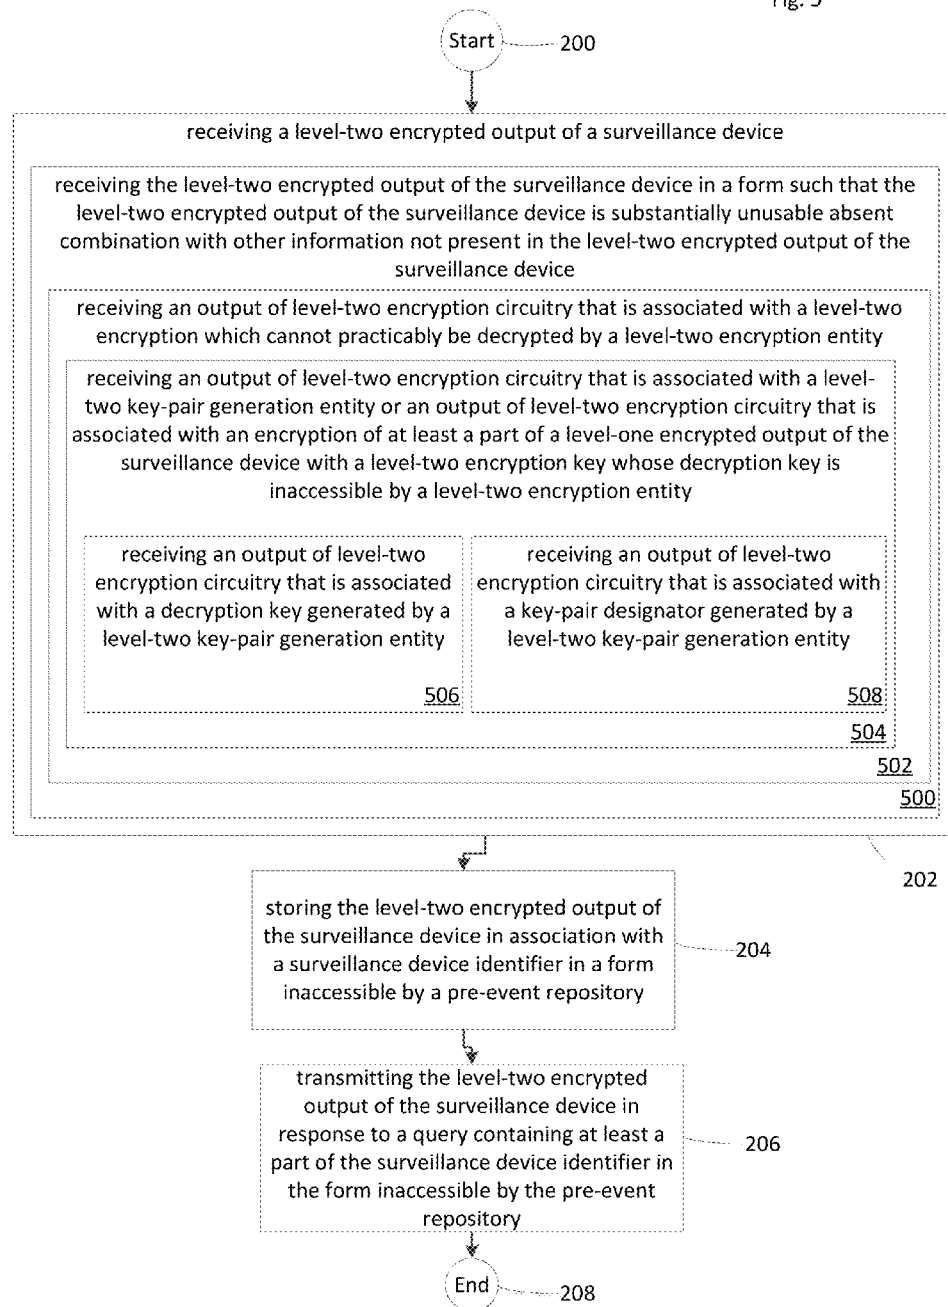 Fig. 5
Start
200
receiving a level-two encrypted output of a surveillance device
receiving the level-two encrypted output of the surveillance device in a form such that the
level-two encrypted output of the surveillance device is substantially unusable absent
combination with other information not present in the level-two encrypted output of the
surveillance device
receiving an output of level-two encryption circuitry that is associated with a level-two
encryption which cannot practicably be decrypted by a level-two encryption entity
receiving an output of level-two encryption circuitry that is associated with a level-
two key-pair generation entity or an output of level-two encryption circuitry that is
associated with an encryption of at least a part of a level-one encrypted output of the
surveillance device with a level-two encryption key whose decryption key is
inaccessible by a level-two encryption entity
receiving an output of level-two
encryption circuitry that is associated
with a decryption key generated by a
level-two key-pair generation entity
506
receiving an output of level-two
encryption circuitry that is associated with
a key-pair designator generated by a
level-two key-pair generation entity
508
504
502
500
202
storing the level-two encrypted output of
the surveillance device in association with
a surveillance device identifier in a form
inaccessible by a pre-event repository
204
transmitting the level-two encrypted
output of the surveillance device in
response to a query containing at least a
part of the surveillance device identifier in
the form inaccessible by the pre-event
repository
206
End
208